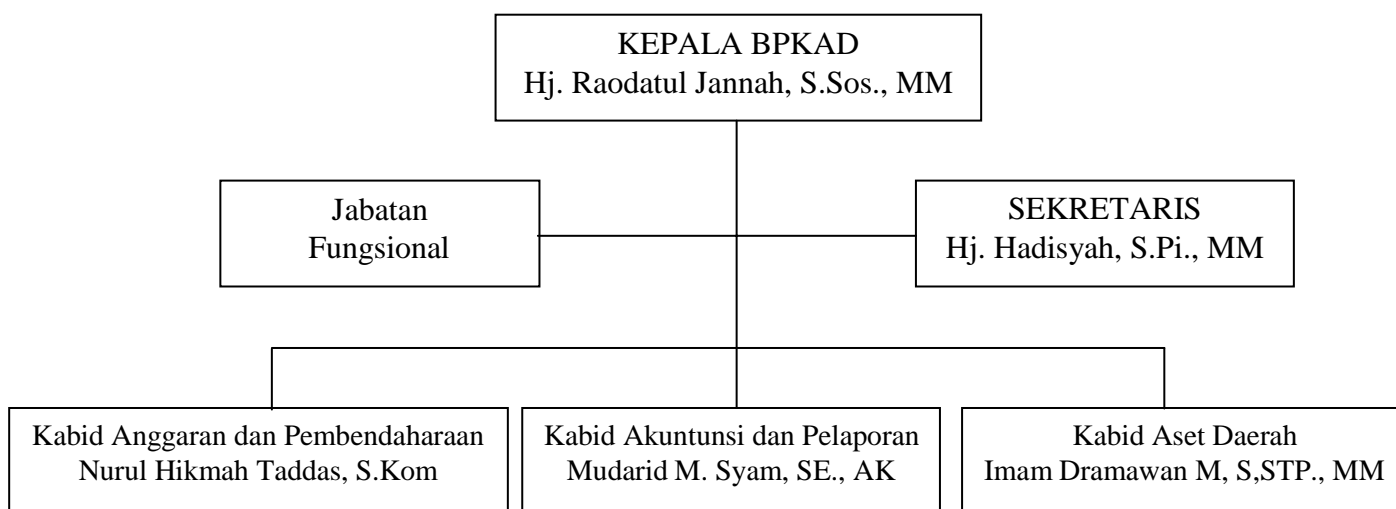 KEPALA BPKAD
Hj. Raodatul Jannah, S.Sos., MM
Jabatan
Fungsional
SEKRETARIS
Hj. Hadisyah, S.Pi., MM
Kabid Anggaran dan Pembendaharaan
Nurul Hikmah Taddas, S.Kom
Kabid Akuntunsi dan Pelaporan
Mudarid M. Syam, SE., AK
Kabid Aset Daerah
Imam Dramawan M, S,STP., MM